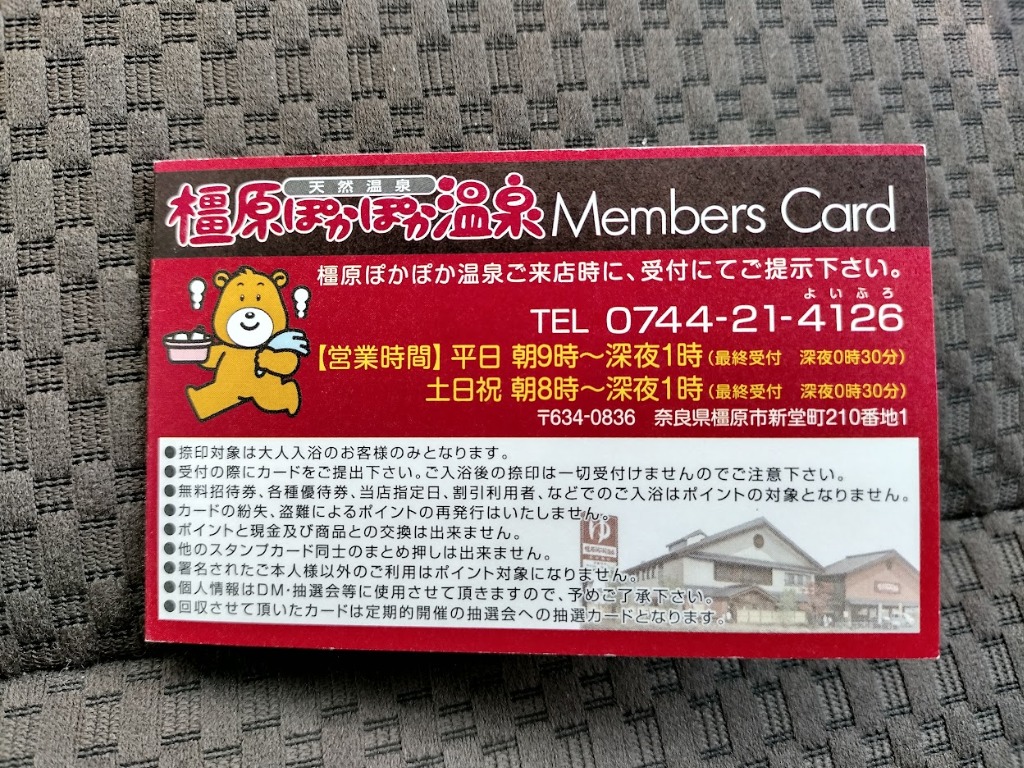 天然温泉
橿原ぽかぽか温泉 Members Card
橿原ぽかぽか温泉ご来店時に、受付にてご提示下さい。
よいふろ
TEL 0744-21-4126
【営業時間】平日 朝9時～深夜1時(最終受付 深夜0時30分)
土日祝 朝8時～深夜1時(最終受付 深夜0時30分)
〒634-0836 奈良県橿原市新堂町210番地1
●捺印対象は大人入浴のお客様のみとなります。
●受付の際にカードをご提出下さい。ご入浴後の捺印は一切受付けませんのでご注意下さい。
●無料招待券、各種優待券、当店指定日、割引利用者、などでのご入浴はポイントの対象となりません。
●カードの紛失、盗難によるポイントの再発行はいたしません。
●ポイントと現金及び商品との交換は出来ません。
●他のスタンプカード同士のまとめ押しは出来ません。
●署名されたご本人様以外のご利用はポイント対象になりません。
●個人情報はDM・抽選会等に使用させて頂きますので、予めご了承下さい。
●回収させて頂いたカードは定期的開催の抽選会への抽選カードとなります。
ゆ